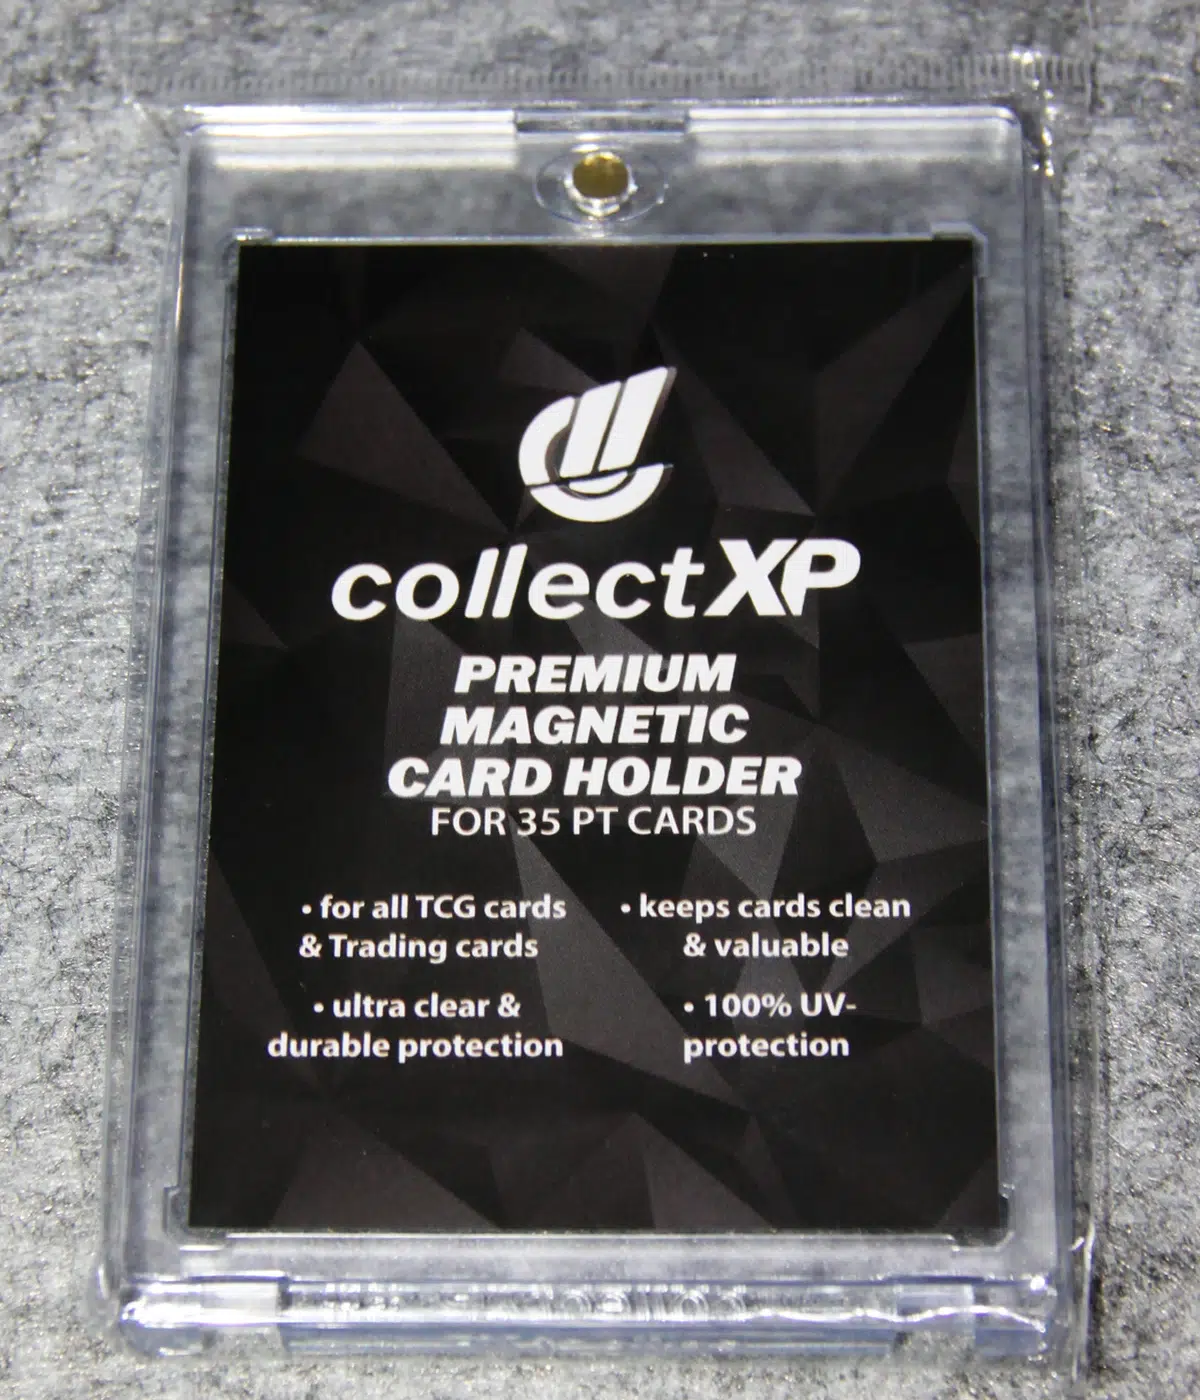 collectXP
PREMIUM
MAGNETIC
CARD HOLDER
FOR 35 PT CARDS
• for all TCG cards
& Trading cards
• ultra clear &
durable protection
• keeps cards clean
& valuable
• 100% UV-
protection